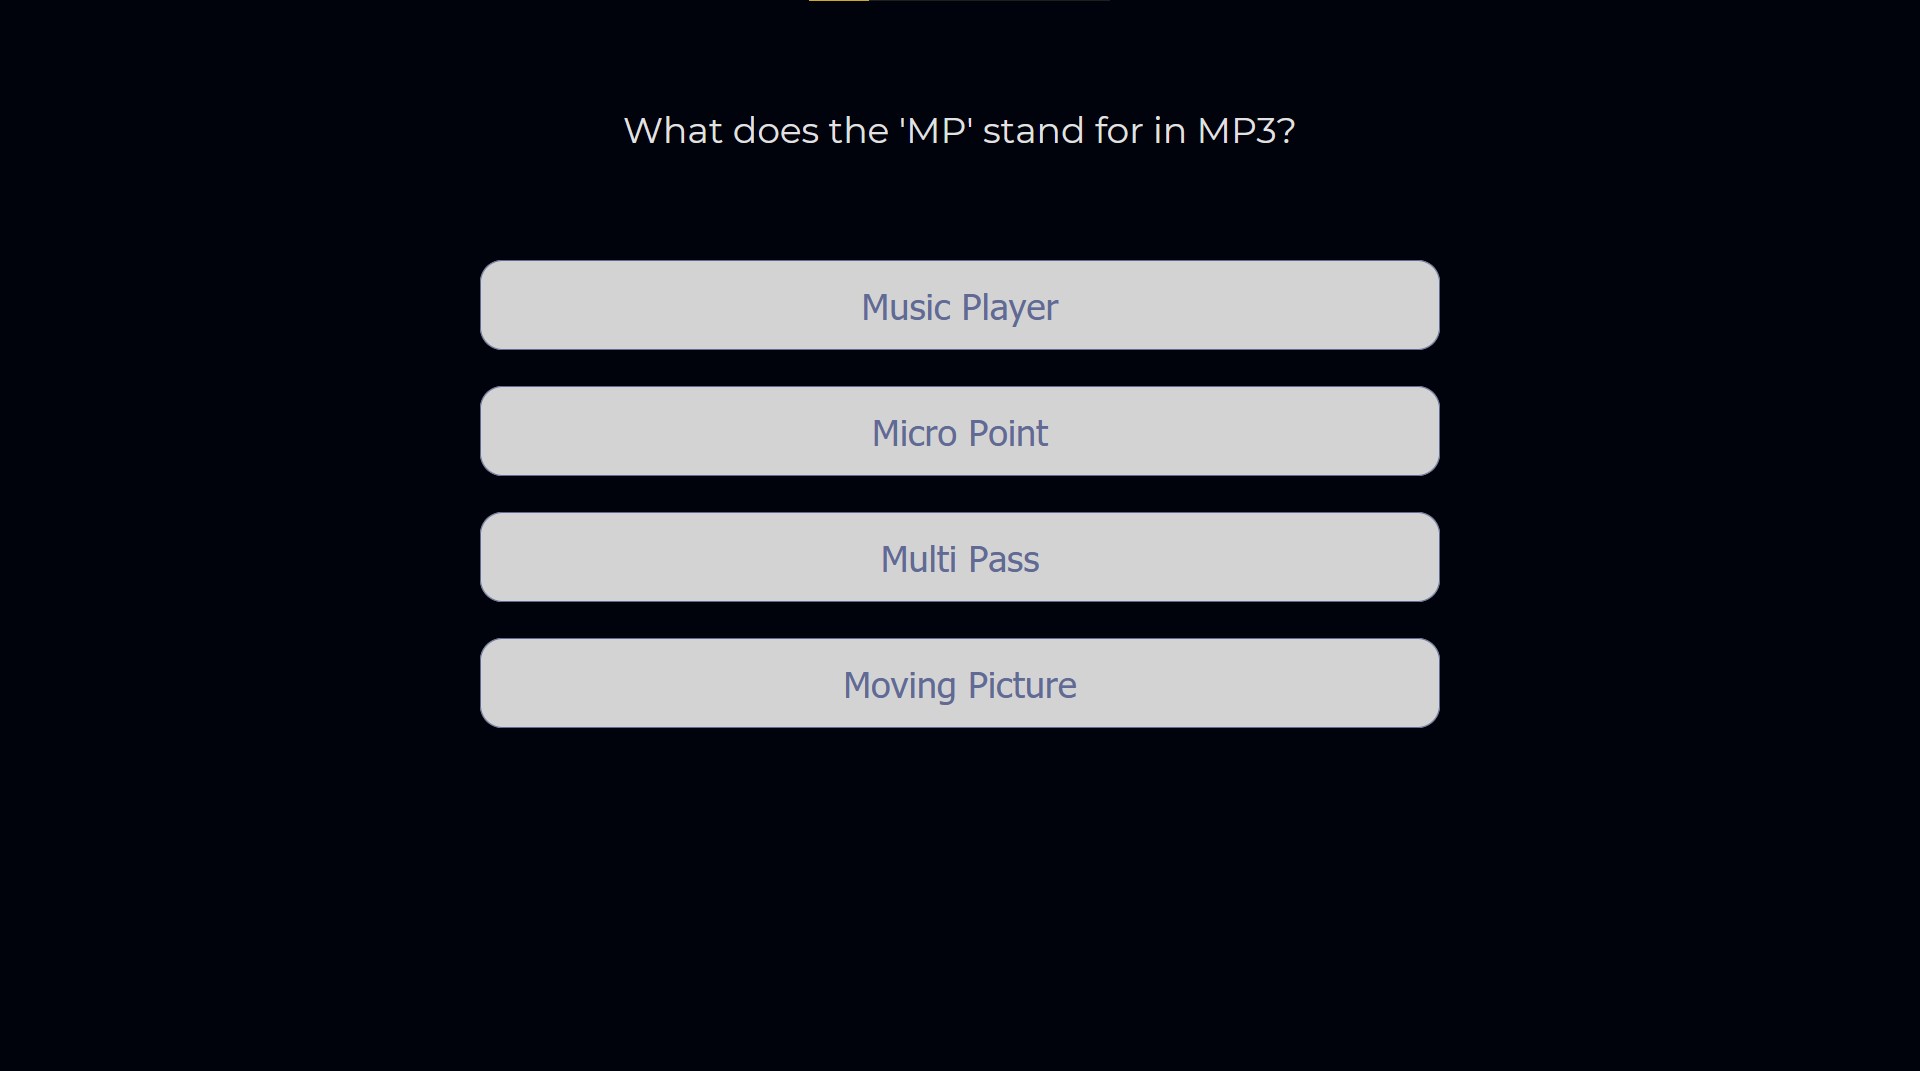 What does the 'MP' stand for in MP3?
Music Player
Micro Point
Multi Pass
Moving Picture